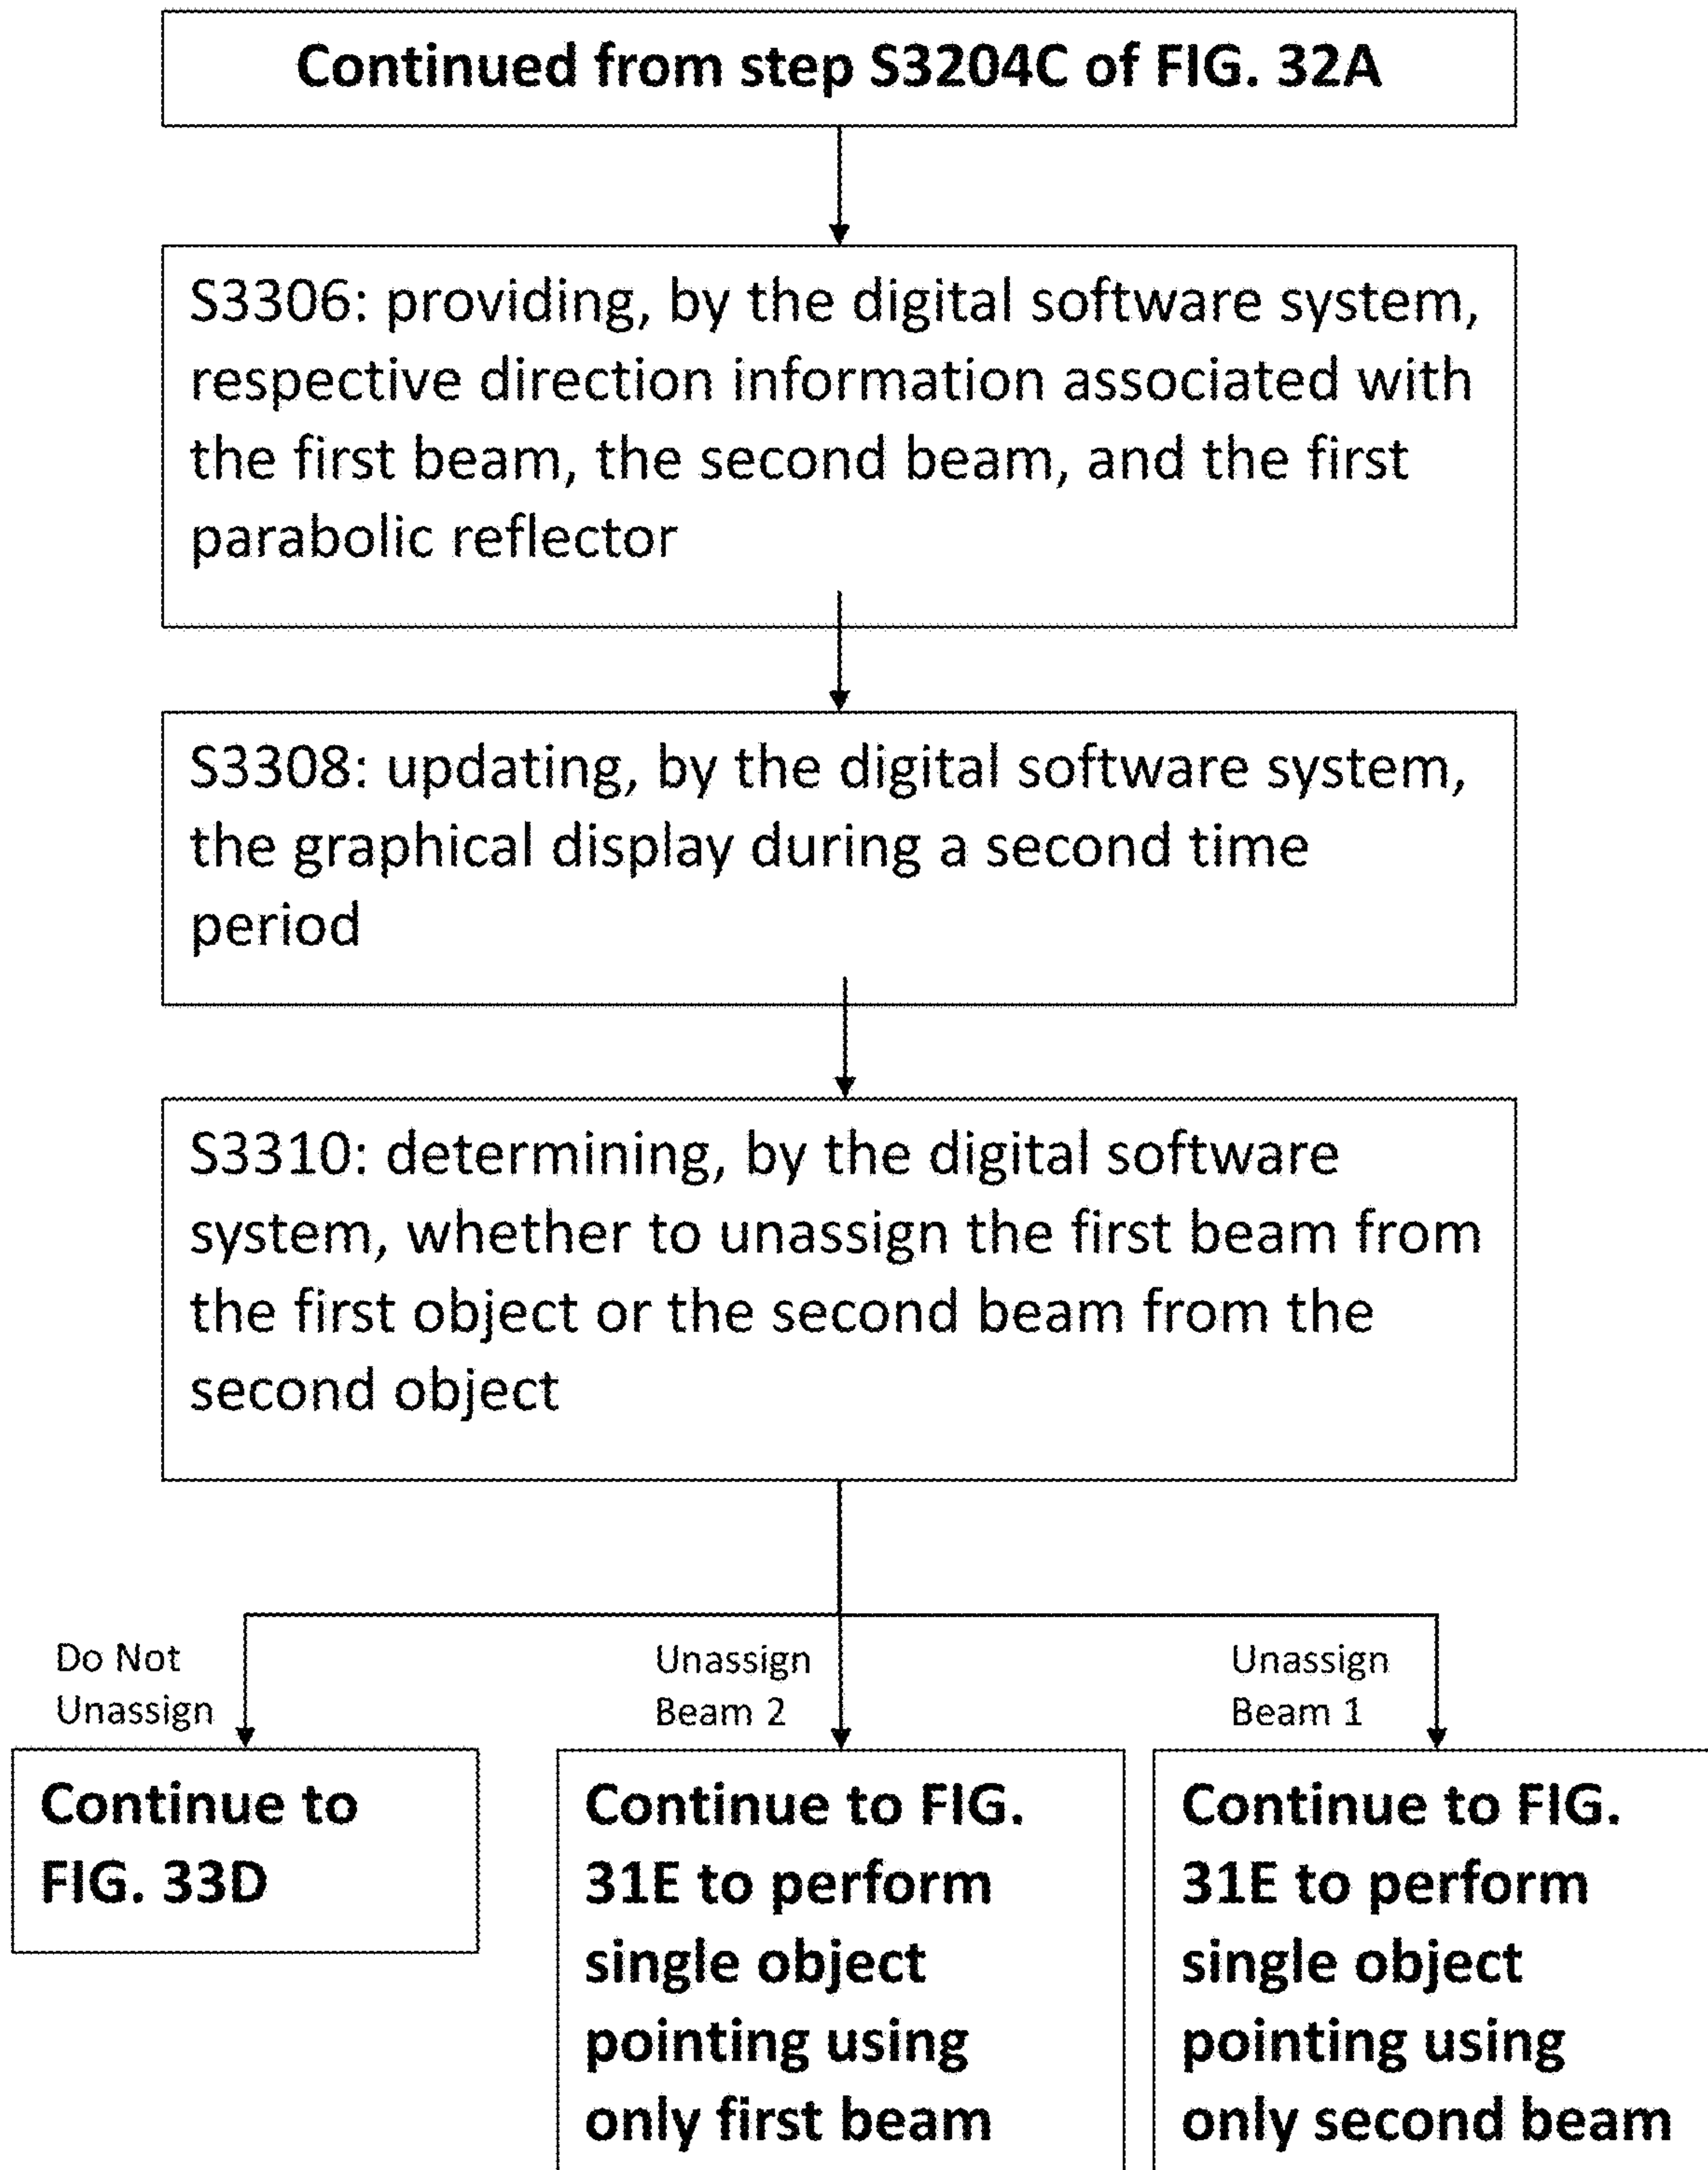 Continued from step S3204C of FIG. 32A
S3306: providing, by the digital software system,
respective direction information associated with
the first beam, the second beam, and the first
parabolic reflector
S3308: updating, by the digital software system,
the graphical display during a second time
period
S3310: determining, by the digital software
system, whether to unassign the first beam from
the first object or the second beam from the
second object
Do Not
Unassign
Unassign
Beam 2
Unassign
Beam 1
Continue to
FIG. 33D
Continue to FIG.
31E to perform
single object
pointing using
only first beam
Continue to FIG.
31E to perform
single object
pointing using
only second beam